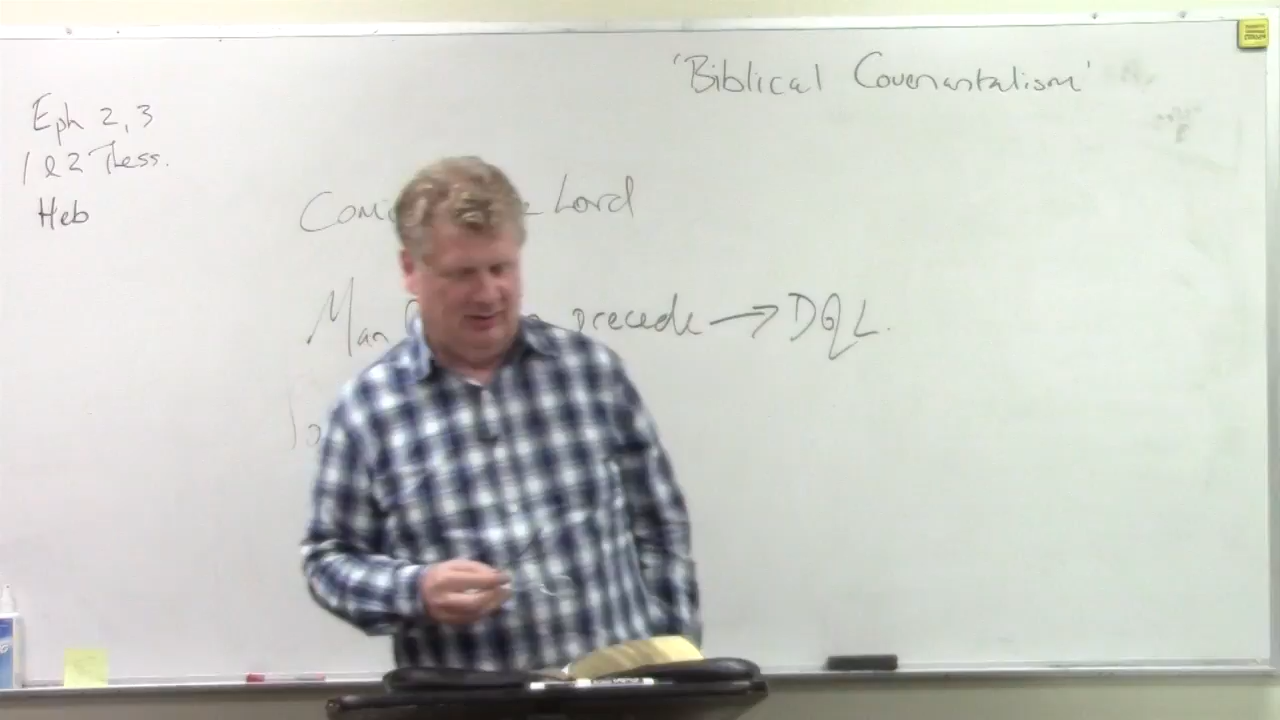 'Biblical Covenantalism'
Eph 2,3
1 & 2 Thess.
Heb
Lord
Man precede → DQL.